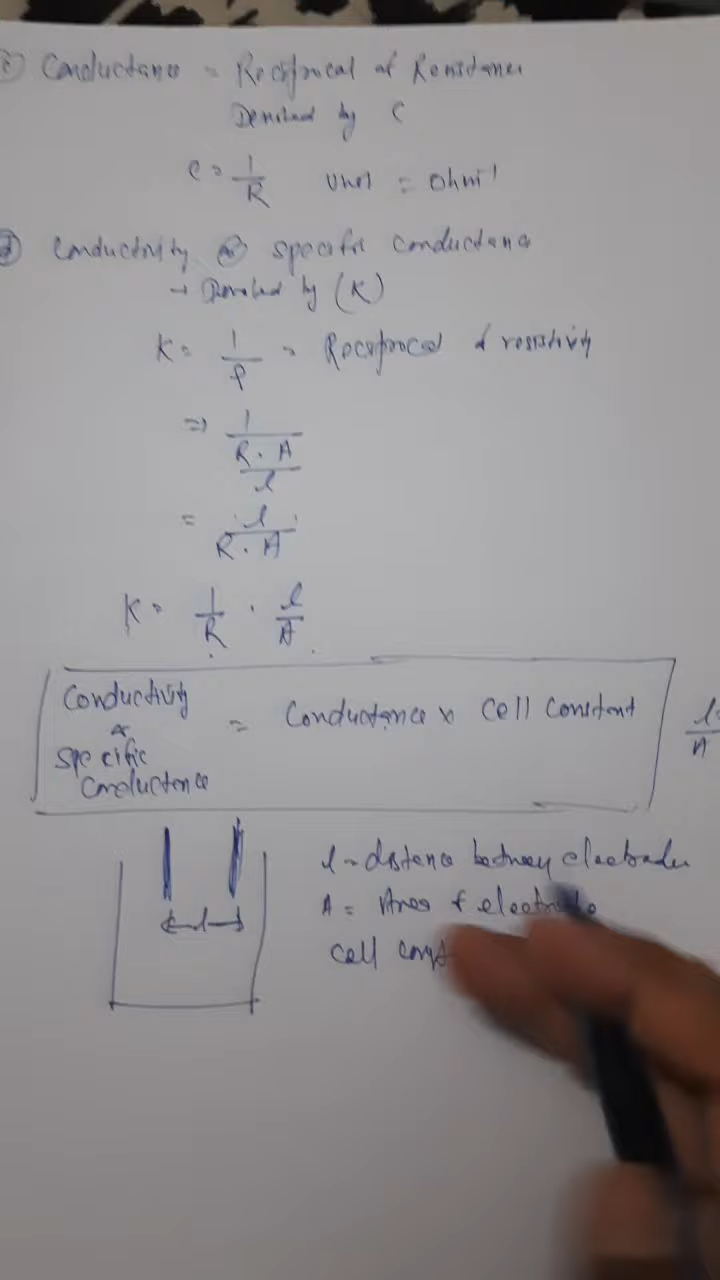 Conductance = Reciprocal of Resistance
Denoted by C
C = 1/R Unit = Ohm⁻¹
Conductivity or specific conductance
→ Denoted by (K)
K = 1/ρ = Reciprocal of resistivity
=> 1/(R . A/l)
= l/(R . A)
K = 1/R . l/A
Conductivity or specific conductance = Conductance x Cell Constant
l/A
l - distance between electrodes
A = Area of electrode
l
Cell